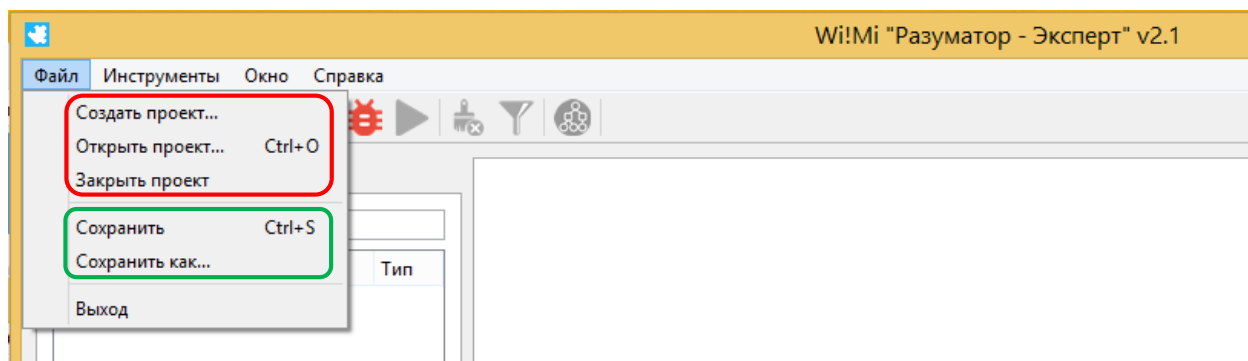 Wi!Mi "Разуматор - Эксперт" v2.1
Файл Инструменты Окно Справка
Создать проект...
Открыть проект... Ctrl+O
Закрыть проект
Сохранить Ctrl+S
Сохранить как...
Тип
Выход